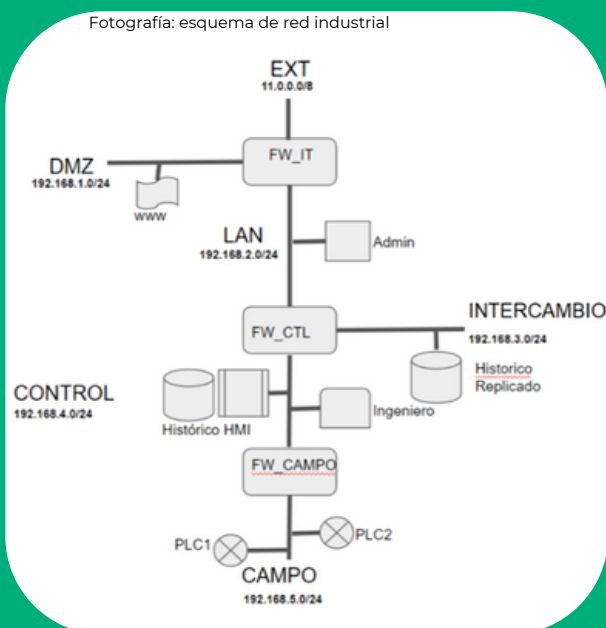 Fotografía: esquema de red industrial
EXT
11.0.0.0/8
FW_IT
DMZ
192.168.1.0/24
www
LAN
192.168.2.0/24
Admin
FW_CTL
INTERCAMBIO
192.168.3.0/24
Historico
Replicado
CONTROL
192.168.4.0/24
Histórico HMI
Ingeniero
FW_CAMPO
PLC1
PLC2
CAMPO
192.168.5.0/24